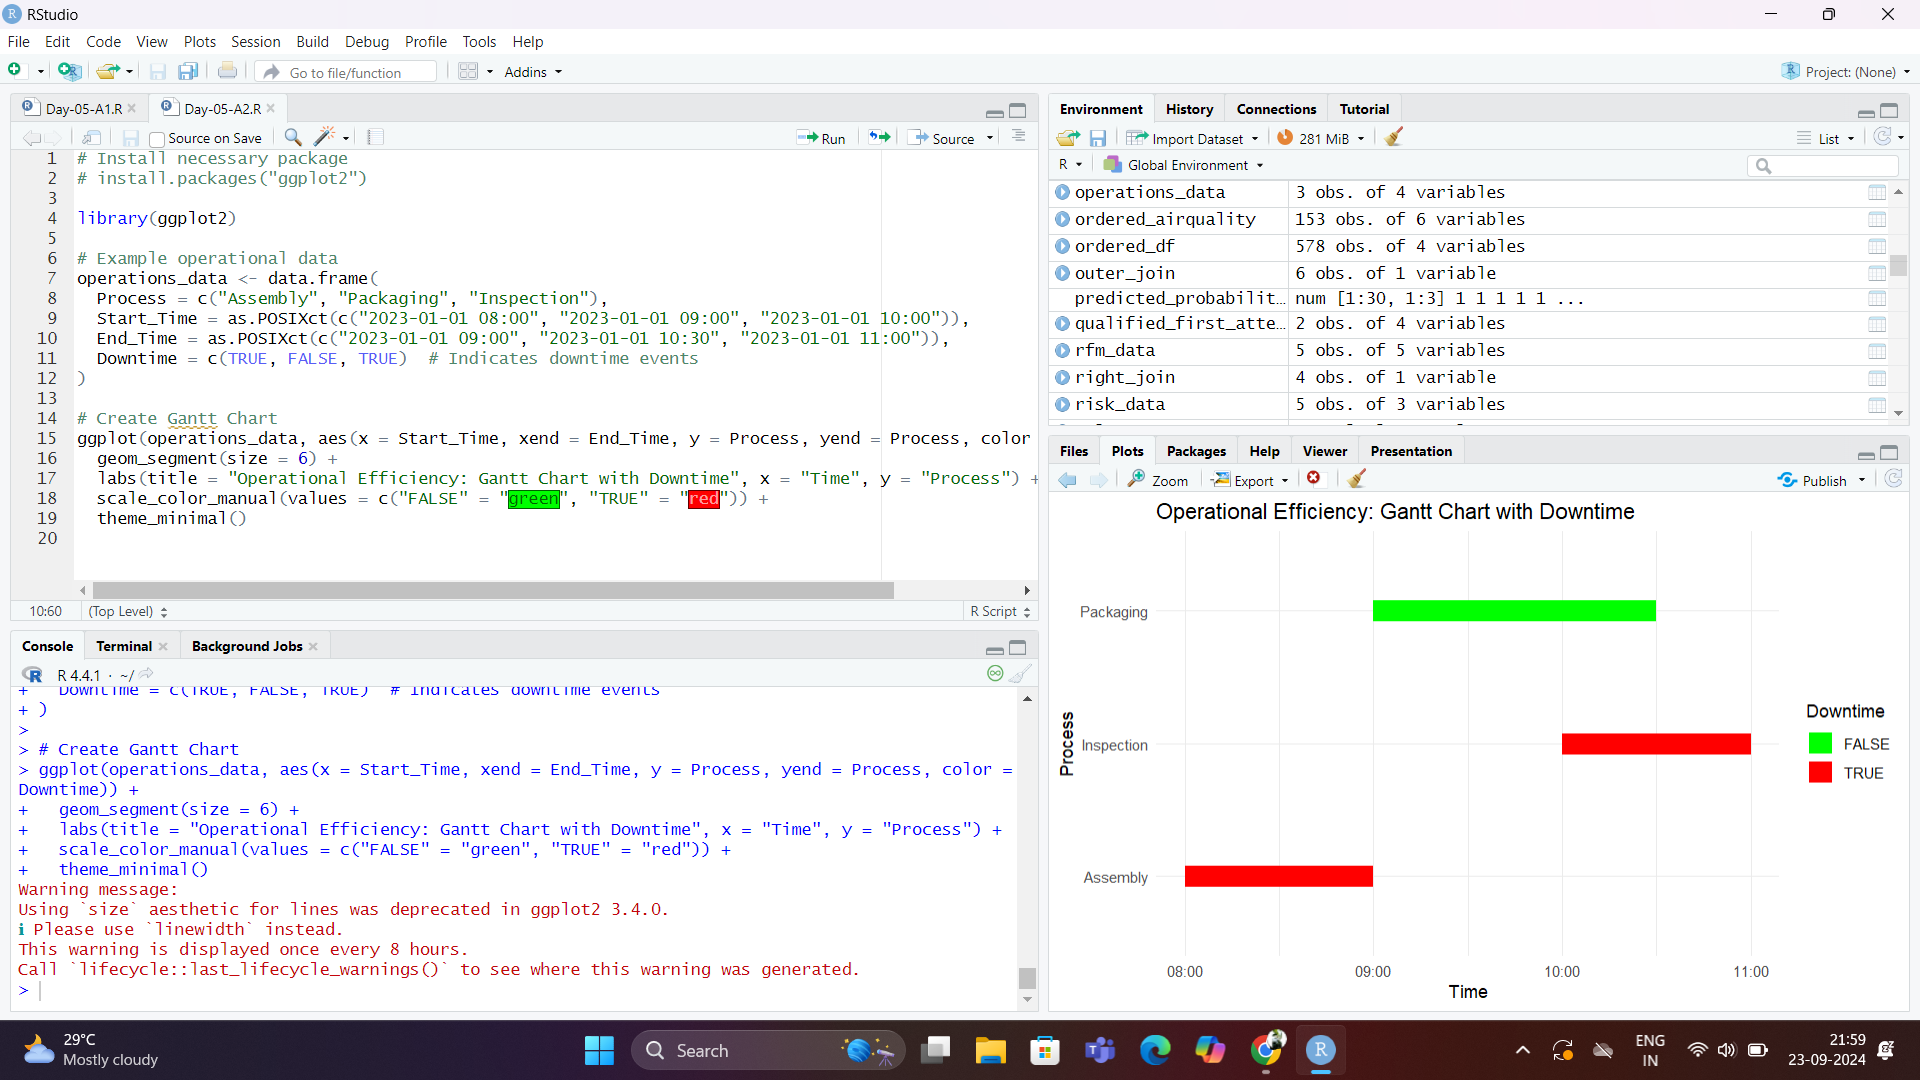 RStudio
File Edit Code View Plots Session Build Debug Profile Tools Help
Go to file/function Addins Project: (None)
Day-05-A1.R Day-05-A2.R
Source on Save Run Source
1 # Install necessary package
2 # install.packages("ggplot2")
3
4 library(ggplot2)
5
6 # Example operational data
7 operations_data <- data.frame(
8 Process = c("Assembly", "Packaging", "Inspection"),
9 Start_Time = as.POSIXct(c("2023-01-01 08:00", "2023-01-01 09:00", "2023-01-01 10:00")),
10 End_Time = as.POSIXct(c("2023-01-01 09:00", "2023-01-01 10:30", "2023-01-01 11:00")),
11 Downtime = c(TRUE, FALSE, TRUE) # Indicates downtime events
12 )
13
14 # Create Gantt Chart
15 ggplot(operations_data, aes(x = Start_Time, xend = End_Time, y = Process, yend = Process, color
16 geom_segment(size = 6) +
17 labs(title = "Operational Efficiency: Gantt Chart with Downtime", x = "Time", y = "Process") +
18 scale_color_manual(values = c("FALSE" = "green", "TRUE" = "red")) +
19 theme_minimal()
20
10:60 (Top Level) R Script
Console Terminal Background Jobs
R 4.4.1 · ~/
+ Downtime = c(TRUE, FALSE, TRUE) # Indicates downtime events
+ )
>
> # Create Gantt Chart
> ggplot(operations_data, aes(x = Start_Time, xend = End_Time, y = Process, yend = Process, color =
Downtime)) +
+ geom_segment(size = 6) +
+ labs(title = "Operational Efficiency: Gantt Chart with Downtime", x = "Time", y = "Process") +
+ scale_color_manual(values = c("FALSE" = "green", "TRUE" = "red")) +
+ theme_minimal()
Warning message:
Using `size` aesthetic for lines was deprecated in ggplot2 3.4.0.
ℹ Please use `linewidth` instead.
This warning is displayed once every 8 hours.
Call `lifecycle::last_lifecycle_warnings()` to see where this warning was generated.
>
Environment History Connections Tutorial
Import Dataset 281 MiB List
R Global Environment
operations_data 3 obs. of 4 variables
ordered_airquality 153 obs. of 6 variables
ordered_df 578 obs. of 4 variables
outer_join 6 obs. of 1 variable
predicted_probabilit… num [1:30, 1:3] 1 1 1 1 1 ...
qualified_first_atte… 2 obs. of 4 variables
rfm_data 5 obs. of 5 variables
right_join 4 obs. of 1 variable
risk_data 5 obs. of 3 variables
Files Plots Packages Help Viewer Presentation
Zoom Export Publish
Operational Efficiency: Gantt Chart with Downtime
Packaging
Inspection
Assembly
Process
08:00 09:00 10:00 11:00
Time
Downtime
FALSE
TRUE
29°C
Mostly cloudy
Search
ENG
IN
21:59
23-09-2024